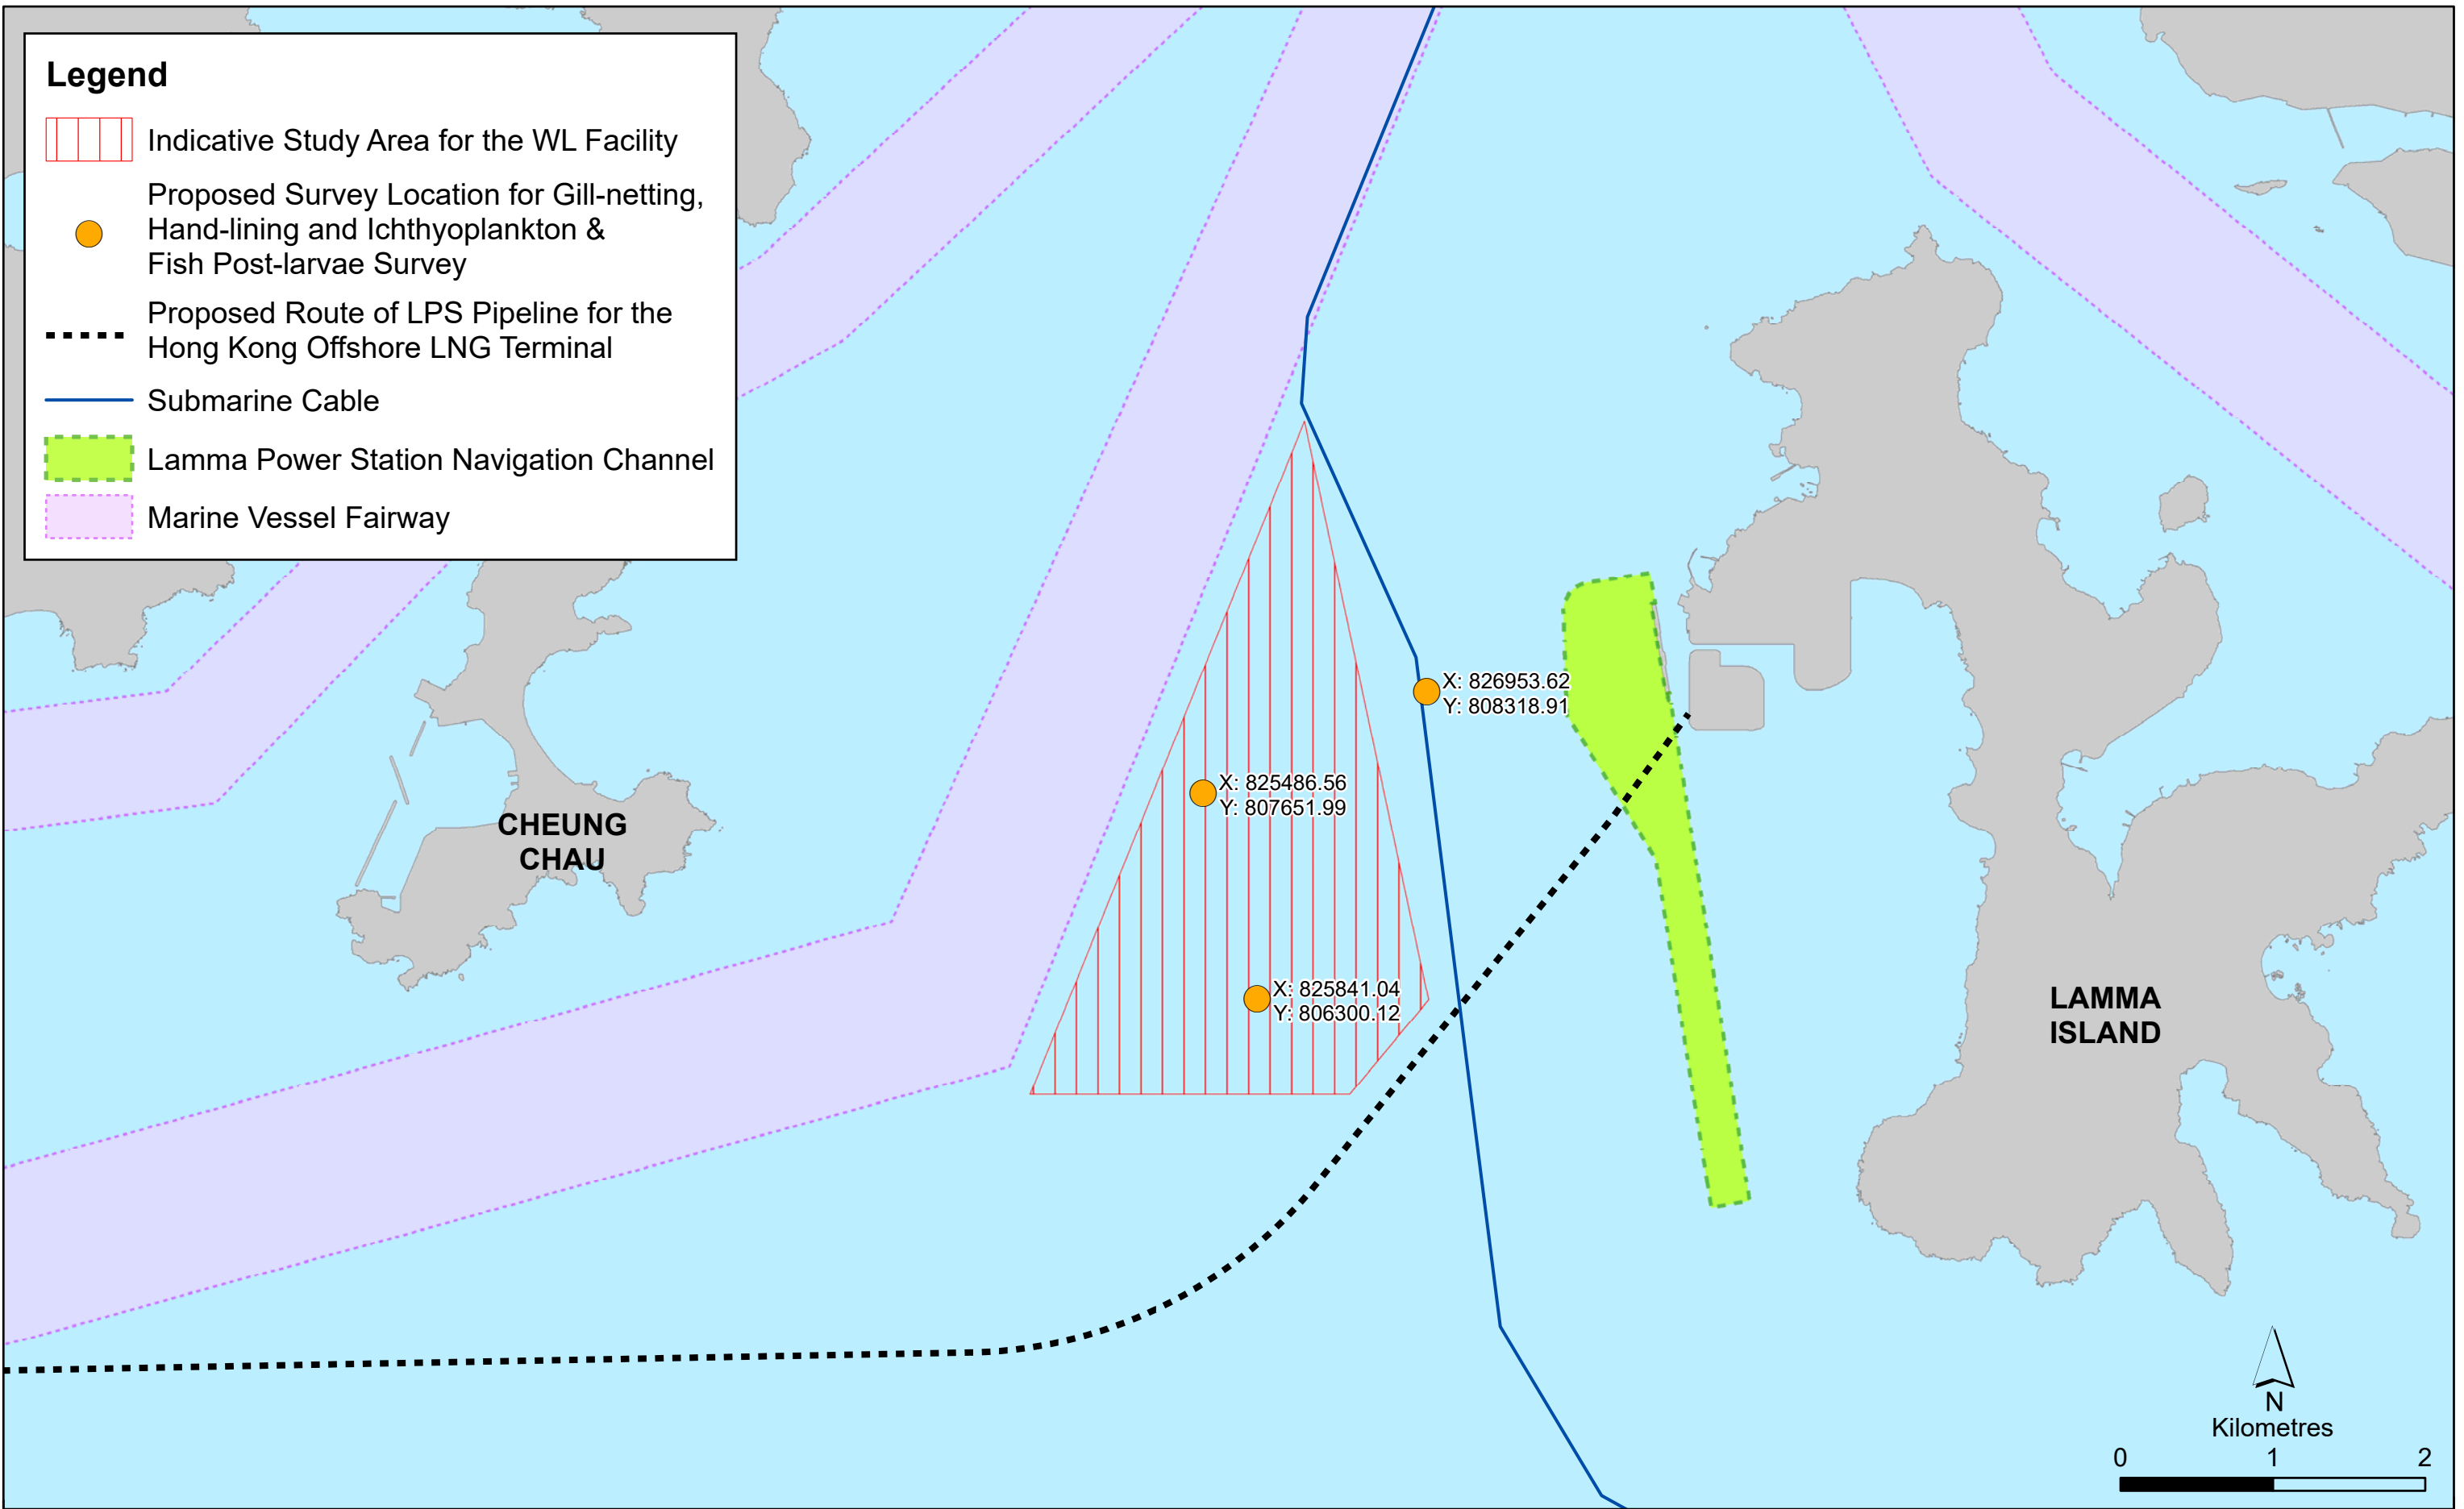 Legend
Indicative Study Area for the WL Facility
Proposed Survey Location for Gill-netting,
Hand-lining and Ichthyoplankton &
Fish Post-larvae Survey
Proposed Route of LPS Pipeline for the
Hong Kong Offshore LNG Terminal
Submarine Cable
Lamma Power Station Navigation Channel
Marine Vessel Fairway
X: 826953.62
Y: 808318.91
X: 825486.56
Y: 807651.99
CHEUNG
CHAU
X: 825841.04
Y: 806300.12
LAMMA
ISLAND
N
Kilometres
0 1 2